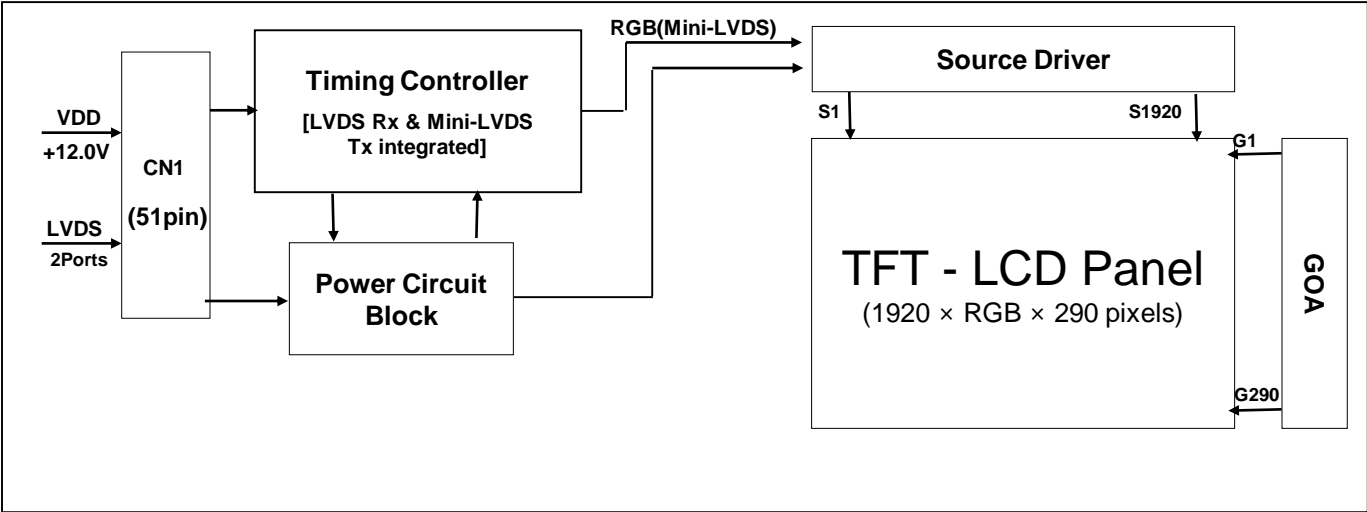 VDD
+12.0V
LVDS
2Ports
CN1
(51pin)
Timing Controller
[LVDS Rx & Mini-LVDS
Tx integrated]
Power Circuit
Block
RGB(Mini-LVDS)
Source Driver
S1
S1920
G1
TFT - LCD Panel
(1920 × RGB × 290 pixels)
GOA
G290